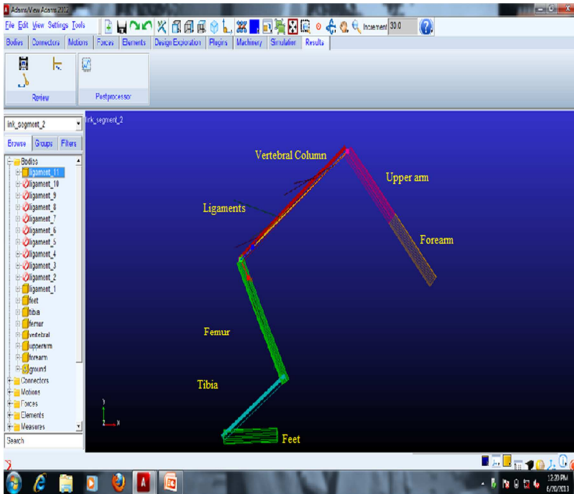 Adams/View Adams 2012
File Edit View Settings Tools
Increment 30.0
Bodies Connectors Motions Forces Elements Design Exploration Plugins Machinery Simulation Results
Review Postprocessor
link_segment_2
link_segment_2
Browse Groups Filters
Bodies
ligament_11
ligament_10
ligament_9
ligament_8
ligament_7
ligament_6
ligament_5
ligament_4
ligament_3
ligament_2
ligament_1
feet
tibia
femur
vertebral
upperarm
forearm
ground
Connectors
Motions
Forces
Elements
Measures
Search
Vertebral Column
Upper arm
Ligaments
Forearm
Femur
Tibia
Feet
Y
X
12:20 PM
6/20/2013